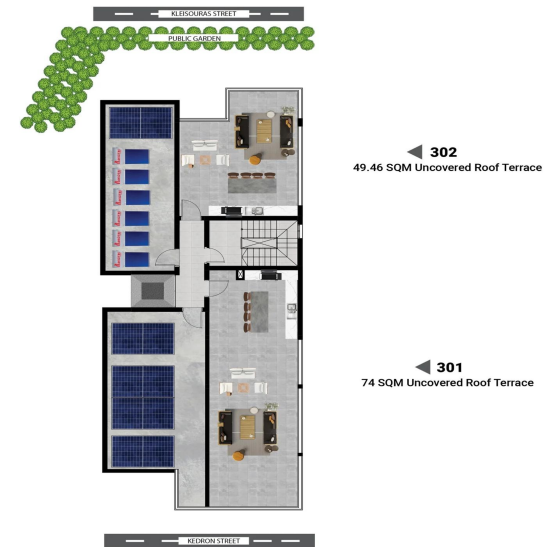 KLEISOURAS STREET
PUBLIC GARDEN
302
49.46 SQM Uncovered Roof Terrace
301
74 SQM Uncovered Roof Terrace
KEDRON STREET